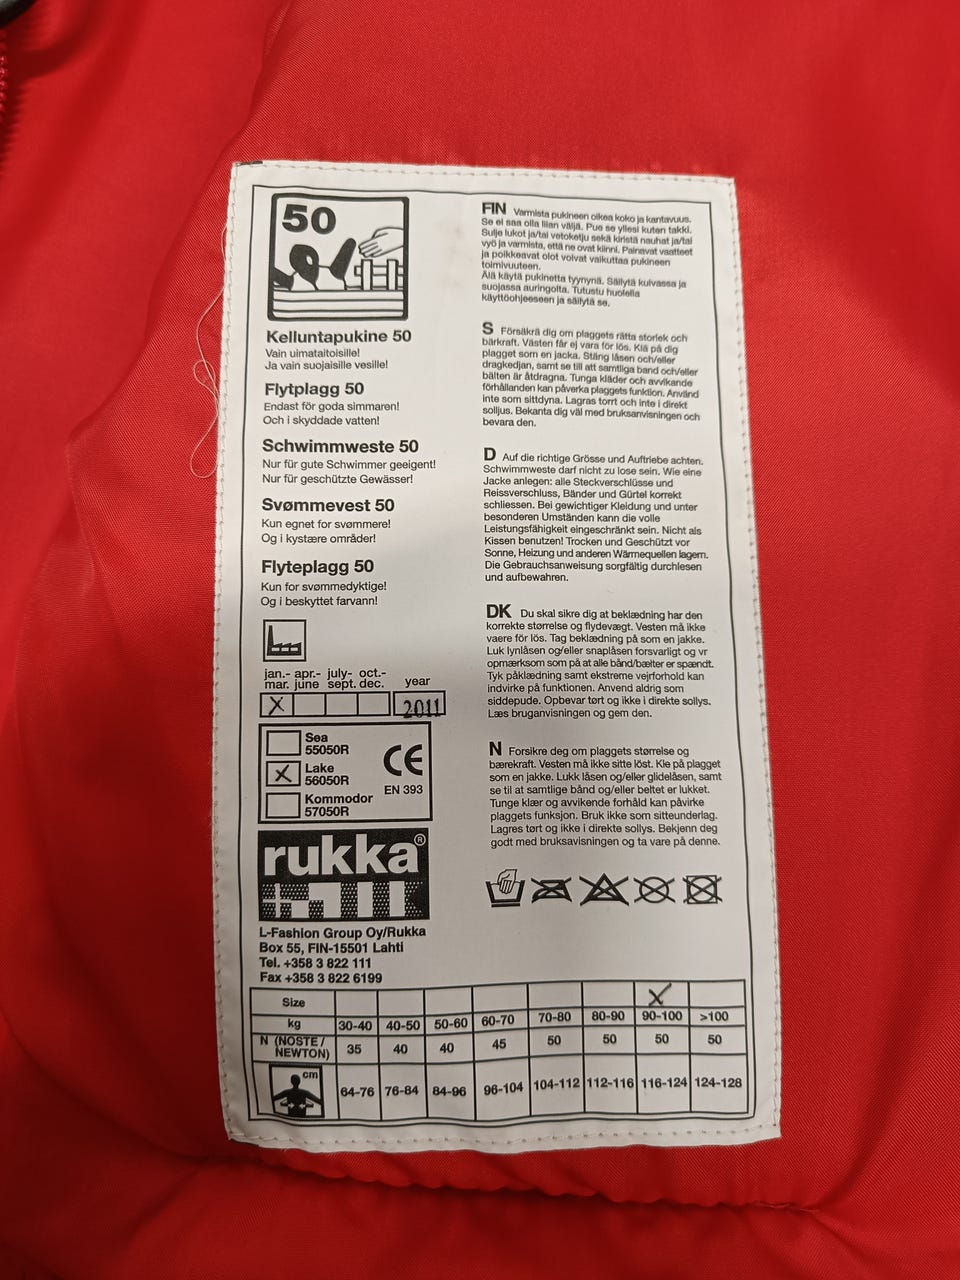 50
Kelluntapukine 50
Vain uimataitoisille!
Ja vain suojaisille vesille!
Flytplagg 50
Endast för goda simmaren!
Och i skyddade vatten!
Schwimmweste 50
Nur für gute Schwimmer geeigent!
Nur für geschützte Gewässer!
Svømmevest 50
Kun egnet for svømmere!
Og i kystære områder!
Flyteplagg 50
Kun for svømmedyktige!
Og i beskyttet farvann!
jan.- apr.- july- oct.-
mar. june sept. dec. year
X 2011
Sea
55050R
X Lake
56050R
Kommodor
57050R
CE
EN 393
rukka®
L-Fashion Group Oy/Rukka
Box 55, FIN-15501 Lahti
Tel. +358 3 822 111
Fax +358 3 822 6199
FIN Varmista pukineen oikea koko ja kantavuus.
Se ei saa olla liian väljä. Pue se yllesi kuten takki.
Sulje lukot ja/tai vetoketju sekä kiristä nauhat ja/tai
vyö ja varmista, että ne ovat kiinni. Painavat vaatteet
ja poikkeavat olot voivat vaikuttaa pukineen
toimivuuteen.
Älä käytä pukinetta tyynynä. Säilytä kuivassa ja
suojassa auringolta. Tutustu huolella
käyttöohjeeseen ja säilytä se.
S Försäkra dig om plaggets rätta storlek och
bärkraft. Västen får ej vara för lös. Klä på dig
plagget som en jacka. Stäng låsen och/eller
dragkedjan, samt se till att samtliga band och/eller
bälten är åtdragna. Tunga kläder och avvikande
förhållanden kan påverka plaggets funktion. Använd
inte som sittdyna. Lagras torrt och inte i direkt
solljus. Bekanta dig väl med bruksanvisningen och
bevara den.
D Auf die richtige Grösse und Auftriebe achten.
Schwimmweste darf nicht zu lose sein. Wie eine
Jacke anlegen: alle Steckverschlüsse und
Reissverschluss, Bänder und Gürtel korrekt
schliessen. Bei gewichtiger Kleidung und unter
besonderen Umständen kann die volle
Leistungsfähigkeit eingeschränkt sein. Nicht als
Kissen benutzen! Trocken und Geschützt vor
Sonne, Heizung und anderen Wärmequellen lagern.
Die Gebrauchsanweisung sorgfältig durchlesen
und aufbewahren.
DK Du skal sikre dig at beklædning har den
korrekte størrelse og flydevægt. Vesten må ikke
vaere för lös. Tag beklædning på som en jakke.
Luk lynlåsen og/eller snaplåsen forsvarligt og vr
opmærksom som på at alle bånd/bælter er spændt.
Tyk påklædning samt ekstreme vejrforhold kan
indvirke på funktionen. Anvend aldrig som
siddepude. Opbevar tørt og ikke i direkte sollys.
Læs bruganvisningen og gem den.
N Forsikre deg om plaggets størrelse og
bærekraft. Vesten må ikke sitte löst. Kle på plagget
som en jakke. Lukk låsen og/eller glidelåsen, samt
se til at samtlige bånd og/eller beltet er lukket.
Tunge klær og avvikende forhåld kan påvirke
plaggets funksjon. Bruk ikke som sitteunderlag.
Lagres tørt og ikke i direkte sollys. Bekjenn deg
godt med bruksavisningen og ta vare på denne.
Size X
kg 30-40 40-50 50-60 60-70 70-80 80-90 90-100 >100
N (NOSTE / NEWTON) 35 40 40 45 50 50 50 50
cm 64-76 76-84 84-96 96-104 104-112 112-116 116-124 124-128